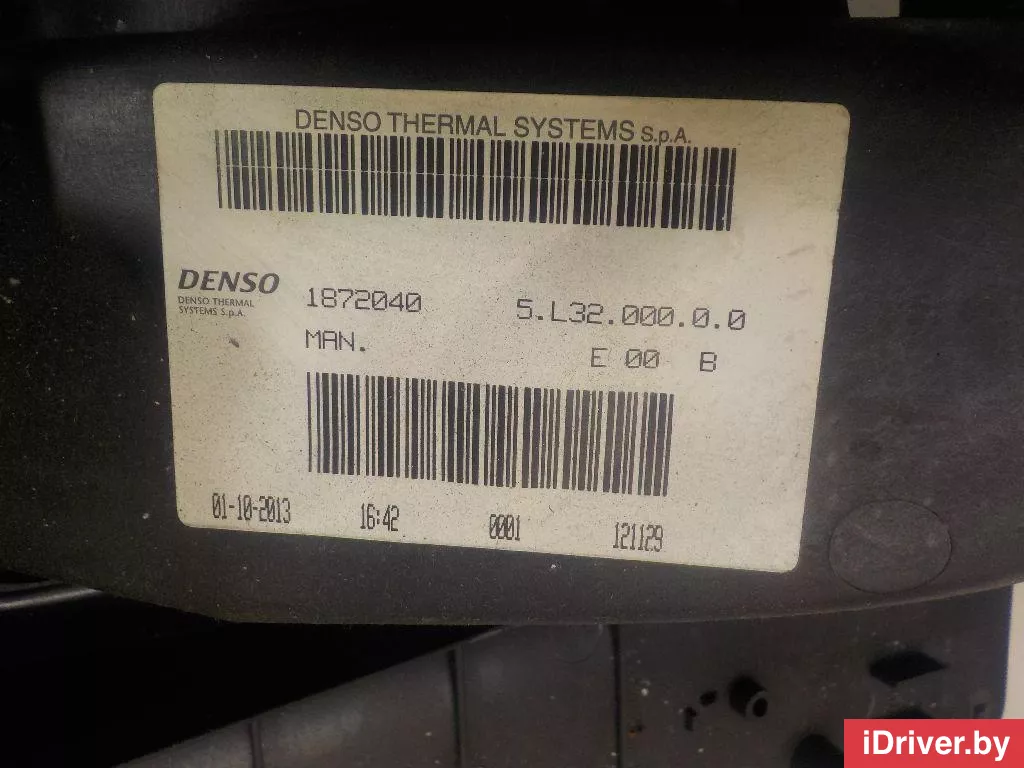 DENSO THERMAL SYSTEMS S.p.A.
DENSO
DENSO THERMAL
SYSTEMS S.p.A.
1872040 5.L32.000.0.0
MAN. E 00 B
01-10-2013 16:42 0001 121129
iDriver.by